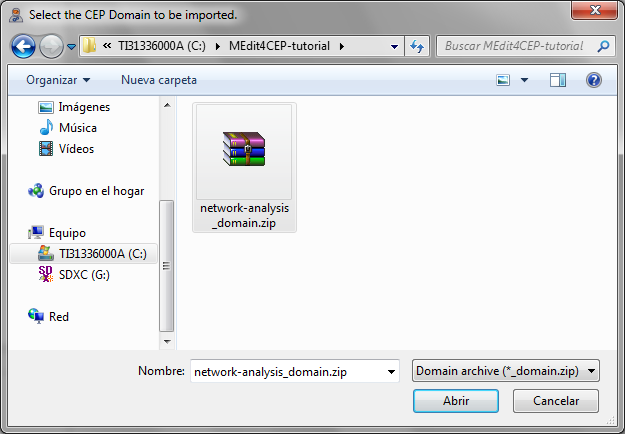 Select the CEP Domain to be imported.
« TI31336000A (C:) MEdit4CEP-tutorial Buscar MEdit4CEP-tutorial
Organizar Nueva carpeta
Imágenes
Música
Vídeos
Grupo en el hogar
Equipo
TI31336000A (C:)
SDXC (G:)
Red
network-analysis
_domain.zip
Nombre: network-analysis_domain.zip Domain archive (*_domain.zip)
Abrir Cancelar